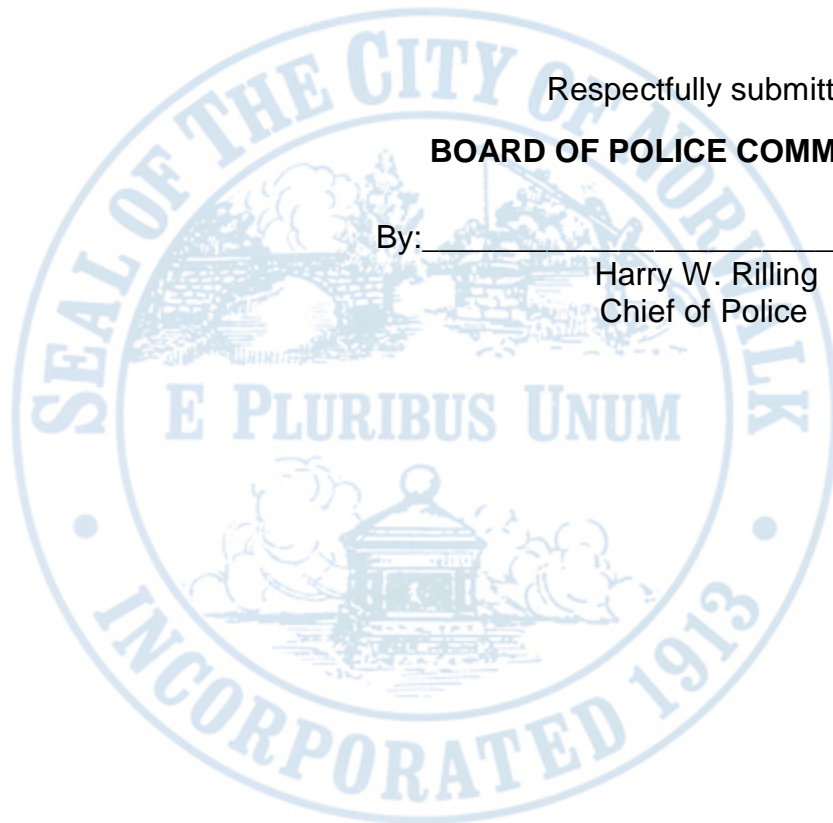 SEAL OF THE CITY OF NORWALK
Respectfully submitt
BOARD OF POLICE COMM
By:
Harry W. Rilling
Chief of Police
E PLURIBUS UNUM
INCORPORATED 1913